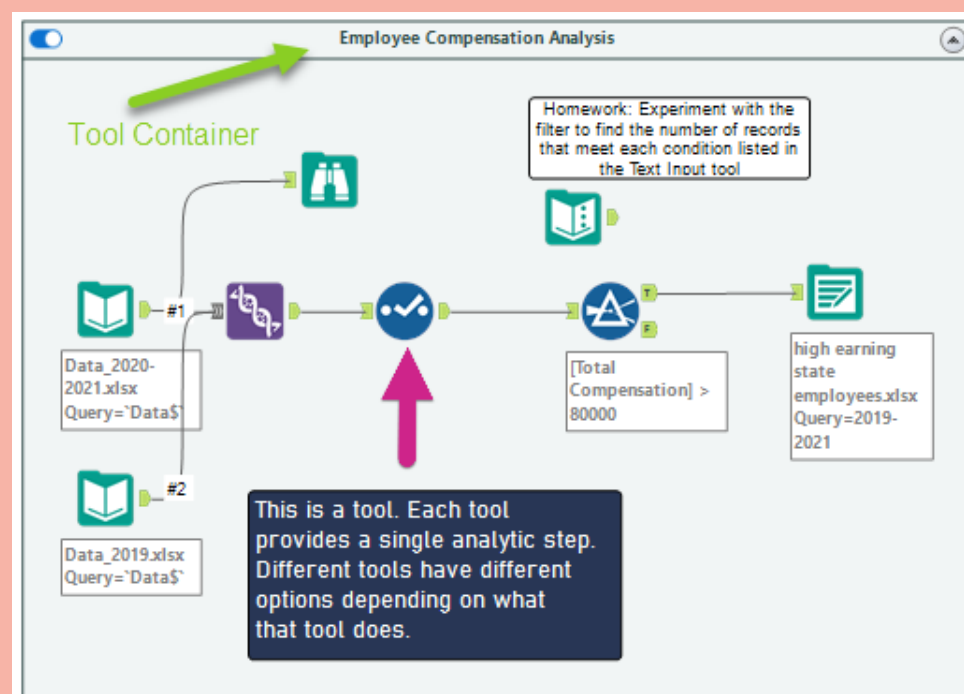 Employee Compensation Analysis
Tool Container
Homework: Experiment with the
filter to find the number of records
that meet each condition listed in
the Text Input tool
#1
T
F
Data_2020-
2021.xlsx
Query=`Data$`
[Total
Compensation] >
80000
high earning
state
employees.xlsx
Query=2019-
2021
#2
Data_2019.xlsx
Query=`Data$`
This is a tool. Each tool
provides a single analytic step.
Different tools have different
options depending on what
that tool does.